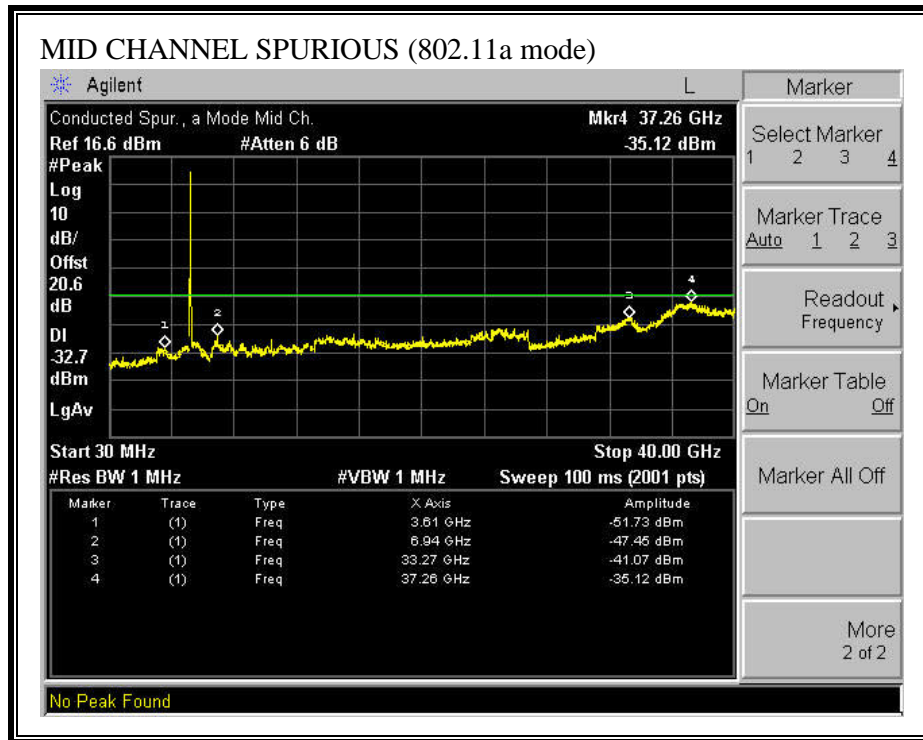 MID CHANNEL SPURIOUS (802.11a mode)
Agilent L
Conducted Spur., a Mode Mid Ch. Mkr4 37.26 GHz
Ref 16.6 dBm #Atten 6 dB -35.12 dBm
#Peak
Log
10
dB/
Offst
20.6
dB
DI
-32.7
dBm
LgAv
1
2
3
4
Start 30 MHz Stop 40.00 GHz
#Res BW 1 MHz #VBW 1 MHz Sweep 100 ms (2001 pts)
Marker Trace Type X Axis Amplitude
1 (1) Freq 3.61 GHz -51.73 dBm
2 (1) Freq 6.94 GHz -47.46 dBm
3 (1) Freq 33.27 GHz -41.07 dBm
4 (1) Freq 37.26 GHz -35.12 dBm
No Peak Found
Marker
Select Marker
1 2 3 4
Marker Trace
Auto 1 2 3
Readout
Frequency
Marker Table
On Off
Marker All Off
More
2 of 2